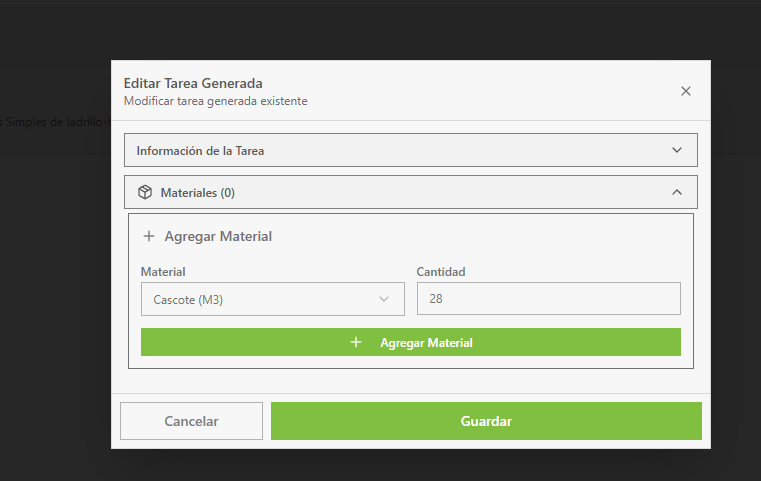 Editar Tarea Generada
Modificar tarea generada existente
s Simples de ladrillo-
Información de la Tarea
Materiales (0)
Agregar Material
Material
Cantidad
Cascote (M3)
28
Agregar Material
Cancelar
Guardar